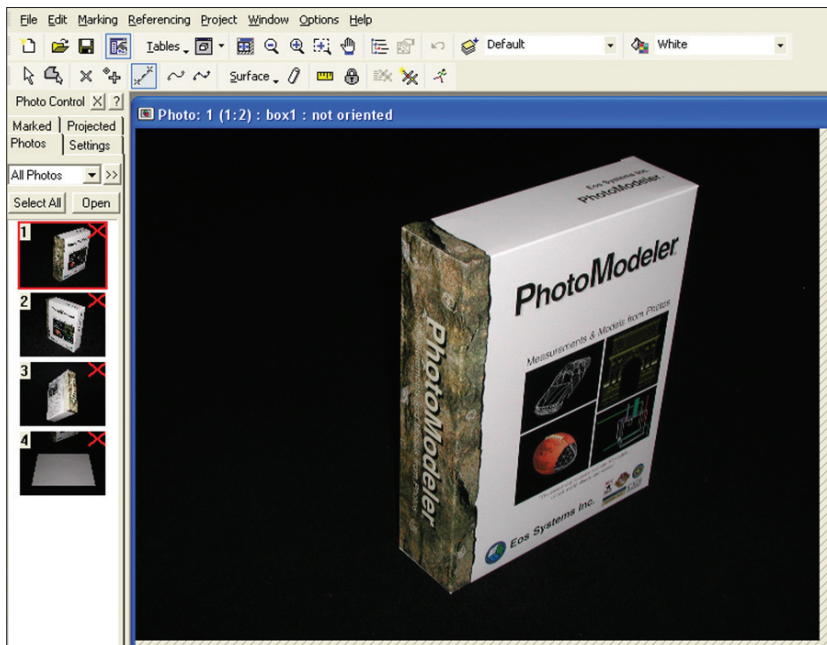 File Edit Marking Referencing Project Window Options Help
Tables Default White
Surface
Photo Control X ?
Marked Projected
Photos Settings
All Photos >>
Select All Open
1
2
3
4
Photo: 1 (1:2) : box1 : not oriented
Eos Systems Inc.
PhotoModeler
PhotoModeler
Measurements & Models from Photos
PhotoModeler
Eos Systems Inc.